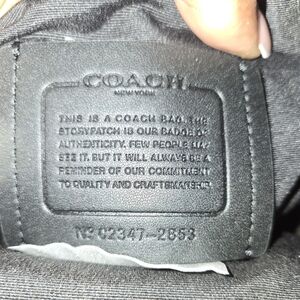 COACH
NEW YORK
THIS IS A COACH BAG. THE
STORYPATCH IS OUR BADGE OF
AUTHENTICITY. FEW PEOPLE MAY
SEE IT. BUT IT WILL ALWAYS BE A
REMINDER OF OUR COMMITMENT
TO QUALITY AND CRAFTSMANSHIP.
Nº C2347-2853